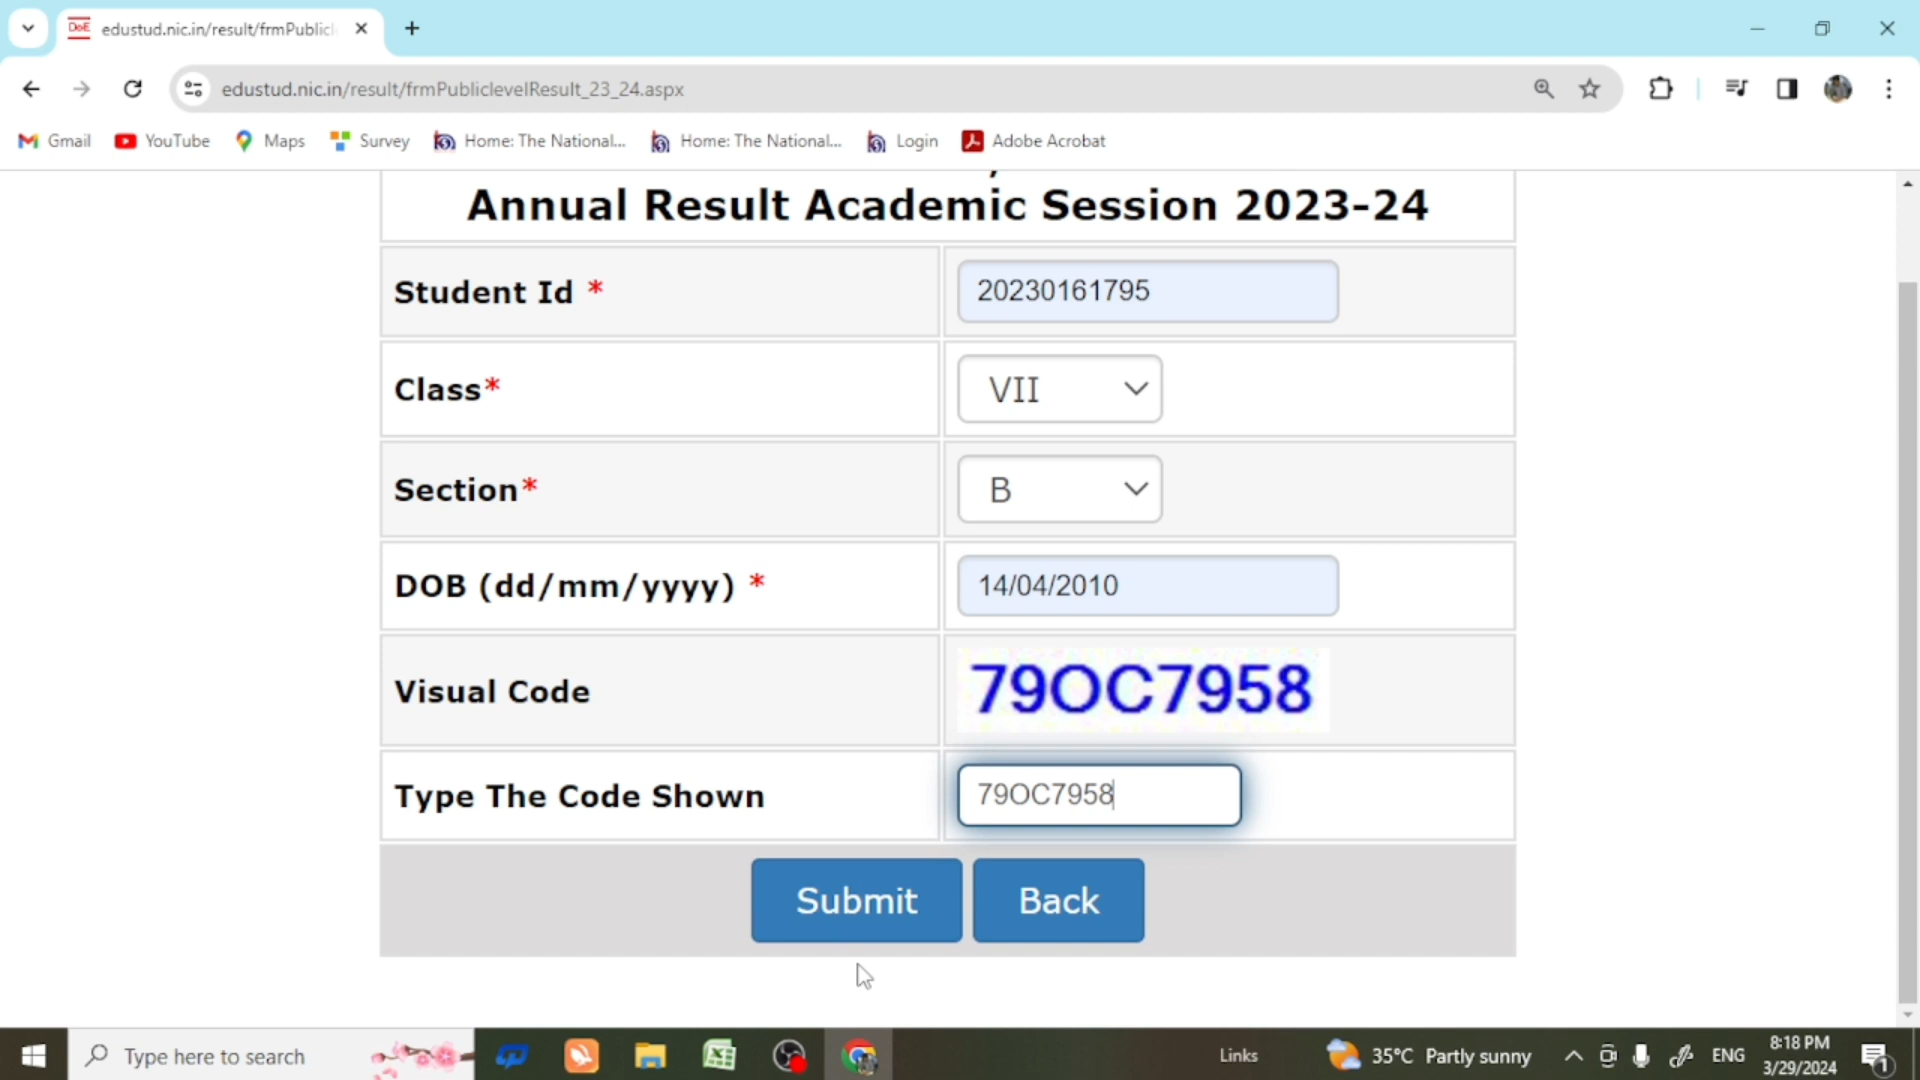 DoE edustud.nic.in/result/frmPublicl
edustud.nic.in/result/frmPubliclevelResult_23_24.aspx
Gmail YouTube Maps Survey Home: The National... Home: The National... Login Adobe Acrobat
Annual Result Academic Session 2023-24
Student Id * 20230161795
Class* VII
Section* B
DOB (dd/mm/yyyy) * 14/04/2010
Visual Code 79OC7958
Type The Code Shown 79OC7958
Submit Back
Type here to search Links 35°C Partly sunny ENG 8:18 PM
3/29/2024 1